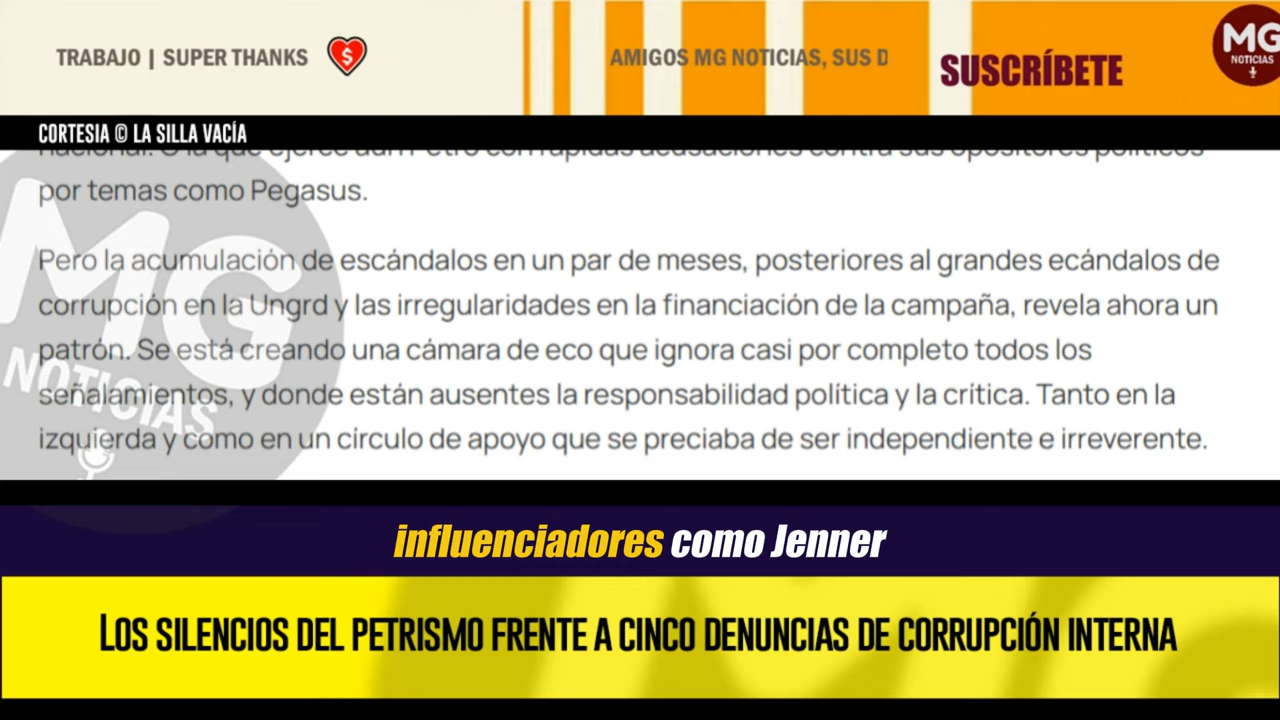 TRABAJO | SUPER THANKS
AMIGOS MG NOTICIAS, SUS D
SUSCRÍBETE
MG
NOTICIAS
CORTESIA © LA SILLA VACÍA
por temas como Pegasus.
Pero la acumulación de escándalos en un par de meses, posteriores al grandes ecándalos de
corrupción en la Ungrd y las irregularidades en la financiación de la campaña, revela ahora un
patrón. Se está creando una cámara de eco que ignora casi por completo todos los
señalamientos, y donde están ausentes la responsabilidad política y la crítica. Tanto en la
izquierda y como en un círculo de apoyo que se preciaba de ser independiente e irreverente.
MG
NOTICIAS
influenciadores como Jenner
LOS SILENCIOS DEL PETRISMO FRENTE A CINCO DENUNCIAS DE CORRUPCIÓN INTERNA